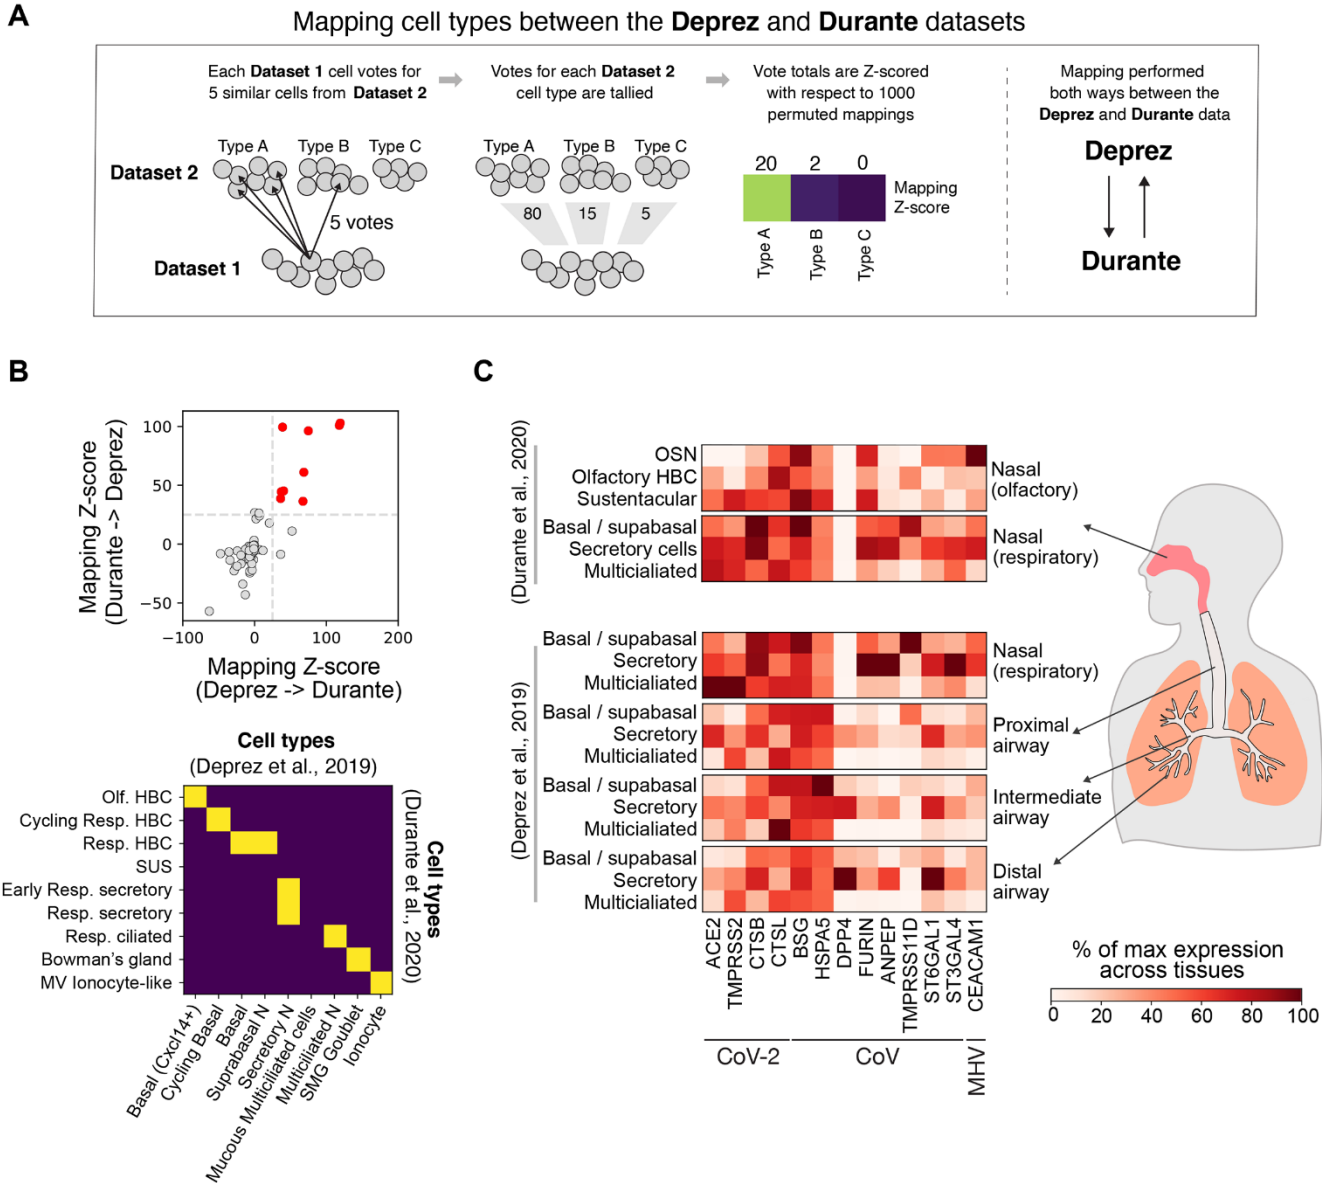 A
Mapping cell types between the Deprez and Durante datasets
Each Dataset 1 cell votes for
5 similar cells from Dataset 2
Votes for each Dataset 2
cell type are tallied
Vote totals are Z-scored
with respect to 1000
permuted mappings
Mapping performed
both ways between the
Deprez and Durante data
Type A Type B Type C
Dataset 2
5 votes
Dataset 1
Type A Type B Type C
80 15 5
20 2 0
Mapping
Z-score
Type A
Type B
Type C
Deprez
Durante
B
Mapping Z-score
(Durante -> Deprez)
100
50
0
−50
−100 0 100 200
Mapping Z-score
(Deprez -> Durante)
Cell types
(Deprez et al., 2019)
Olf. HBC
Cycling Resp. HBC
Resp. HBC
SUS
Early Resp. secretory
Resp. secretory
Resp. ciliated
Bowman's gland
MV Ionocyte-like
Cell types
(Durante et al., 2020)
Basal (Cxcl14+)
Cycling Basal
Basal
Suprabasal N
Secretory N
Mucous Multiciliated cells
Multiciliated N
SMG Goublet
Ionocyte
C
(Durante et al., 2020)
OSN
Olfactory HBC
Sustentacular
Nasal
(olfactory)
Basal / supabasal
Secretory cells
Multicialiated
Nasal
(respiratory)
(Deprez et al., 2019)
Basal / supabasal
Secretory
Multicialiated
Nasal
(respiratory)
Basal / supabasal
Secretory
Multicialiated
Proximal
airway
Basal / supabasal
Secretory
Multicialiated
Intermediate
airway
Basal / supabasal
Secretory
Multicialiated
Distal
airway
ACE2
TMPRSS2
CTSB
CTSL
BSG
HSPA5
DPP4
FURIN
ANPEP
TMPRSS11D
ST6GAL1
ST3GAL4
CEACAM1
CoV-2
CoV
MHV
% of max expression
across tissues
0 20 40 60 80 100